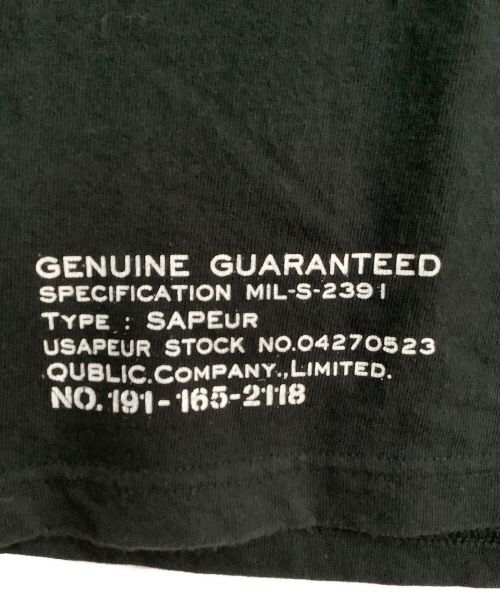 GENUINE GUARANTEED
SPECIFICATION MIL-S-2391
TYPE : SAPEUR
USAPEUR STOCK NO.04270523
QUBLIC.COMPANY.,LIMITED.
NO.191-165-2118